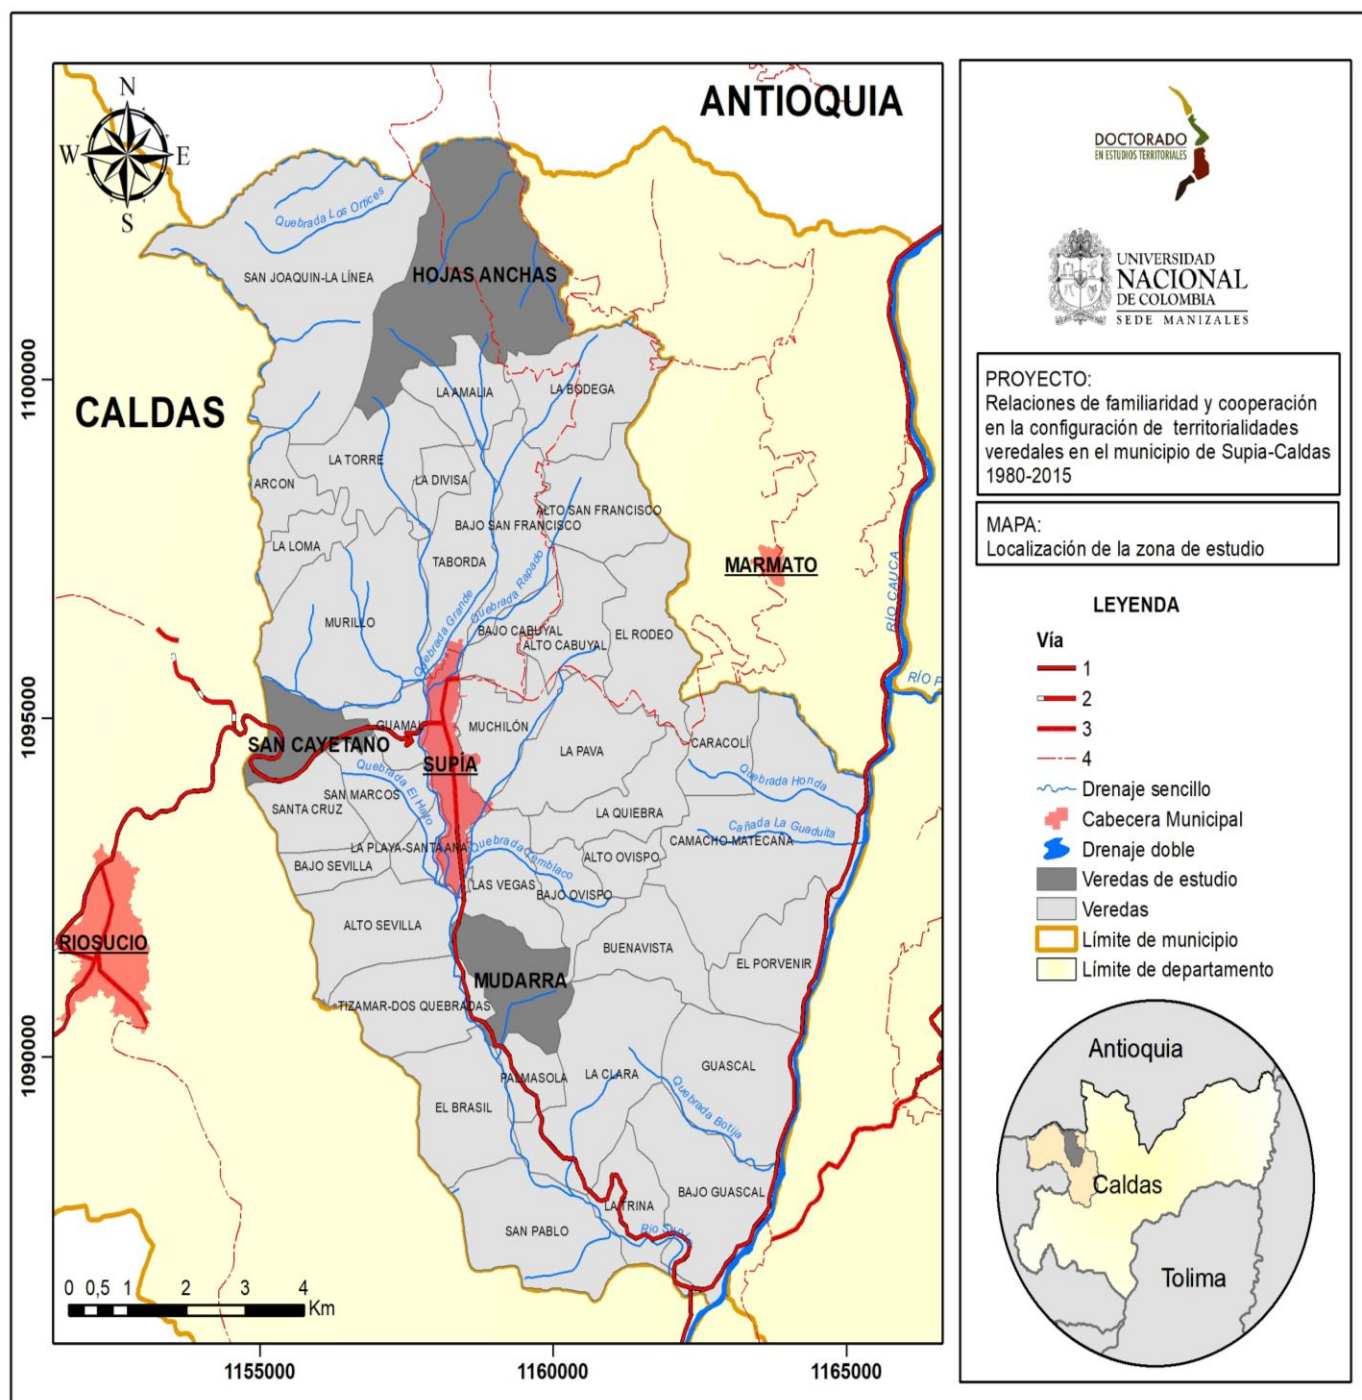 ANTIOQUIA
N
W
E
S
Quebrada Los Ortices
SAN JOAQUIN-LA LÍNEA
HOJAS ANCHAS
CALDAS
LA AMALIA
LA BODEGA
LA TORRE
LA DIVISA
ARCON
ALTO SAN FRANCISCO
BAJO SAN FRANCISCO
LA LOMA
TABORDA
MARMATO
Quebrada Grande
Quebrada Rapado
RÍO CAUCA
MURILLO
BAJO CABUYAL
ALTO CABUYAL
EL RODEO
RÍO P
GUAMAL
MUCHILÓN
SAN CAYETANO
SUPÍA
LA PAVA
CARACOLÍ
Quebrada Honda
SAN MARCOS
SANTA CRUZ
LA QUIEBRA
Cañada La Guaduita
CAMACHO-MATECAÑA
LA PLAYA-SANTA ANA
ALTO OVISPO
BAJO SEVILLA
LAS VEGAS
BAJO OVISPO
ALTO SEVILLA
RIOSUCIO
BUENAVISTA
EL PORVENIR
MUDARRA
TIZAMAR-DOS QUEBRADAS
LA CLARA
GUASCAL
PALMASOLA
EL BRASIL
Quebrada Botija
BAJO GUASCAL
LA TRINA
SAN PABLO
0 0,5 1 2 3 4
Km
1100000
1095000
1090000
1155000
1160000
1165000
DOCTORADO
EN ESTUDIOS TERRITORIALES
UNIVERSIDAD
NACIONAL
DE COLOMBIA
SEDE MANIZALES
PROYECTO:
Relaciones de familiaridad y cooperación
en la configuración de territorialidades
veredales en el municipio de Supia-Caldas
1980-2015
MAPA:
Localización de la zona de estudio
LEYENDA
Vía
1
2
3
4
Drenaje sencillo
Cabecera Municipal
Drenaje doble
Veredas de estudio
Veredas
Límite de municipio
Límite de departamento
Antioquia
Caldas
Tolima